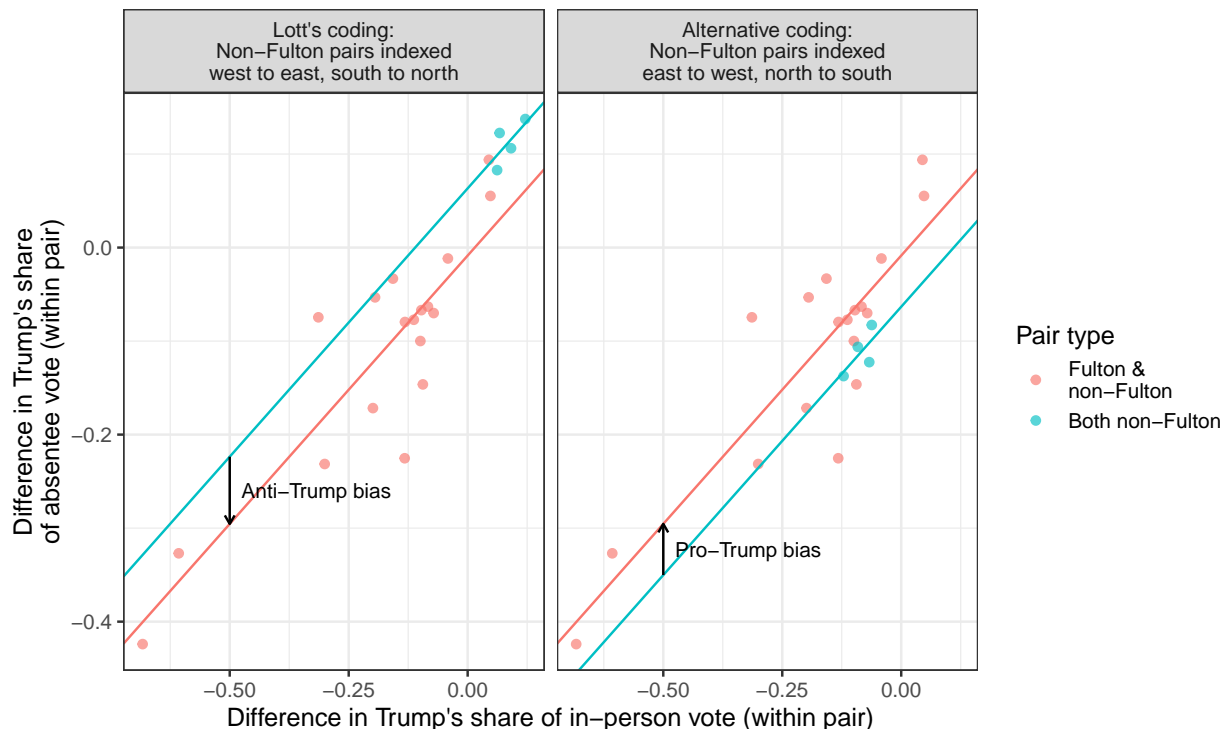 Lott's coding:
Non−Fulton pairs indexed
west to east, south to north
Alternative coding:
Non−Fulton pairs indexed
east to west, north to south
Difference in Trump's share
of absentee vote (within pair)
0.0
−0.2
−0.4
Anti−Trump bias
Pro−Trump bias
−0.50
−0.25
0.00
−0.50
−0.25
0.00
Difference in Trump's share of in−person vote (within pair)
Pair type
Fulton &
non−Fulton
Both non−Fulton